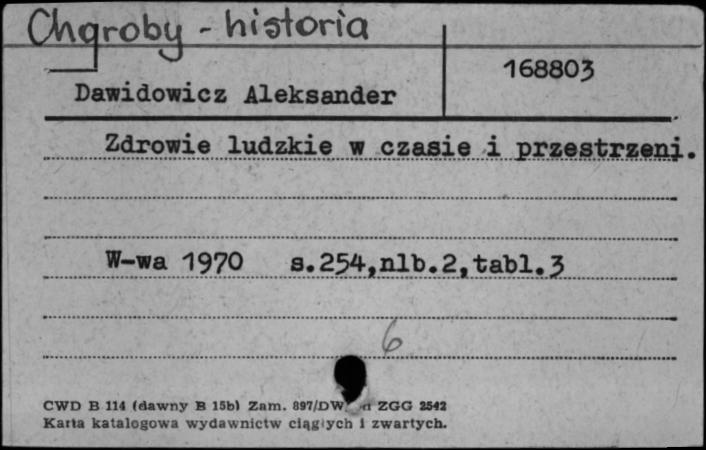 Choroby - historia
168803
Dawidowicz Aleksander
Zdrowie ludzkie w czasie i przestrzeni.
W-wa 1970 s.254,nlb.2,tabl.3
6
CWD B 114 (dawny B 15b) Zam. 897/DW ZGG 2542
Karta katalogowa wydawnictw ciągłych i zwartych.